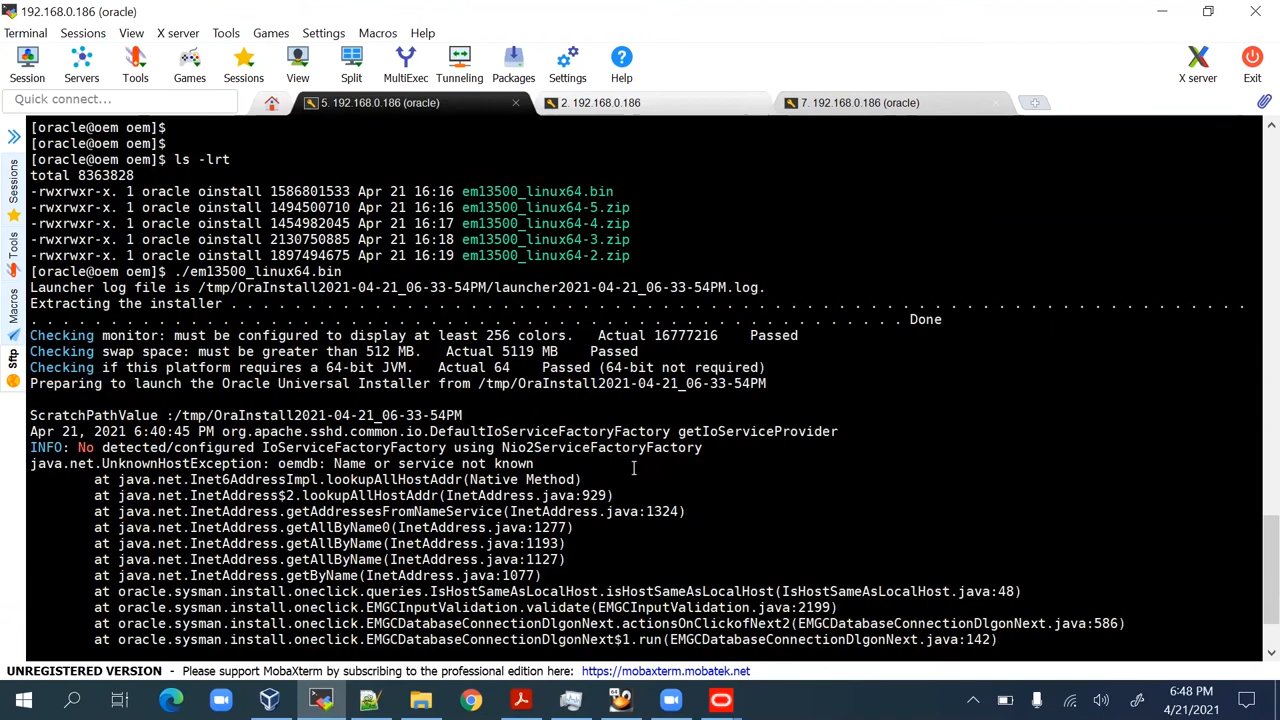 192.168.0.186 (oracle)
Terminal Sessions View X server Tools Games Settings Macros Help
Session Servers Tools Games Sessions View Split MultiExec Tunneling Packages Settings Help X server Exit
Quick connect...
5. 192.168.0.186 (oracle)
2. 192.168.0.186
7. 192.168.0.186 (oracle)
Sessions
Tools
Macros
Sftp
[oracle@oem oem]$
[oracle@oem oem]$
[oracle@oem oem]$ ls -lrt
total 8363828
-rwxrwxr-x. 1 oracle oinstall 1586801533 Apr 21 16:16 em13500_linux64.bin
-rwxrwxr-x. 1 oracle oinstall 1494500710 Apr 21 16:16 em13500_linux64-5.zip
-rwxrwxr-x. 1 oracle oinstall 1454982045 Apr 21 16:17 em13500_linux64-4.zip
-rwxrwxr-x. 1 oracle oinstall 2130750885 Apr 21 16:18 em13500_linux64-3.zip
-rwxrwxr-x. 1 oracle oinstall 1897494675 Apr 21 16:19 em13500_linux64-2.zip
[oracle@oem oem]$ ./em13500_linux64.bin
Launcher log file is /tmp/OraInstall2021-04-21_06-33-54PM/launcher2021-04-21_06-33-54PM.log.
Extracting the installer . . . . . . . . . . . . . . . . . . . . . . . . . . . . . . . . . . . . . . . . . . . . . . . . . . . . . . . . . . . . . . . .
. . . . . . . . . . . . . . . . . . . . . . . . . . . . . . . . . . . . . . . . . . . . . . . . . . . . . . . Done
Checking monitor: must be configured to display at least 256 colors.   Actual 16777216    Passed
Checking swap space: must be greater than 512 MB.   Actual 5119 MB    Passed
Checking if this platform requires a 64-bit JVM.   Actual 64    Passed (64-bit not required)
Preparing to launch the Oracle Universal Installer from /tmp/OraInstall2021-04-21_06-33-54PM
ScratchPathValue :/tmp/OraInstall2021-04-21_06-33-54PM
Apr 21, 2021 6:40:45 PM org.apache.sshd.common.io.DefaultIoServiceFactoryFactory getIoServiceProvider
INFO: No detected/configured IoServiceFactoryFactory using Nio2ServiceFactoryFactory
java.net.UnknownHostException: oemdb: Name or service not known
at java.net.Inet6AddressImpl.lookupAllHostAddr(Native Method)
at java.net.InetAddress$2.lookupAllHostAddr(InetAddress.java:929)
at java.net.InetAddress.getAddressesFromNameService(InetAddress.java:1324)
at java.net.InetAddress.getAllByName0(InetAddress.java:1277)
at java.net.InetAddress.getAllByName(InetAddress.java:1193)
at java.net.InetAddress.getAllByName(InetAddress.java:1127)
at java.net.InetAddress.getByName(InetAddress.java:1077)
at oracle.sysman.install.oneclick.queries.IsHostSameAsLocalHost.isHostSameAsLocalHost(IsHostSameAsLocalHost.java:48)
at oracle.sysman.install.oneclick.EMGCInputValidation.validate(EMGCInputValidation.java:2199)
at oracle.sysman.install.oneclick.EMGCDatabaseConnectionDlgonNext.actionsOnClickofNext2(EMGCDatabaseConnectionDlgonNext.java:586)
at oracle.sysman.install.oneclick.EMGCDatabaseConnectionDlgonNext$1.run(EMGCDatabaseConnectionDlgonNext.java:142)
UNREGISTERED VERSION - Please support MobaXterm by subscribing to the professional edition here: https://mobaxterm.mobatek.net
6:48 PM
4/21/2021